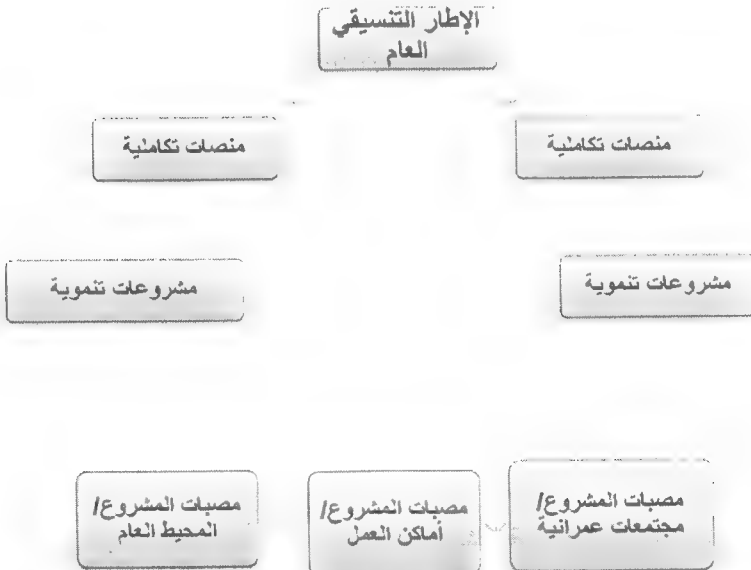 الإطار التنسيقي
العام
منصات تكاملية
منصات تكاملية
مشروعات تنموية
مشروعات تنموية
مصبات المشروع/
مجتمعات عمرانية
مصبات المشروع/
أماكن العمل
مصبات المشروع/
المحيط العام